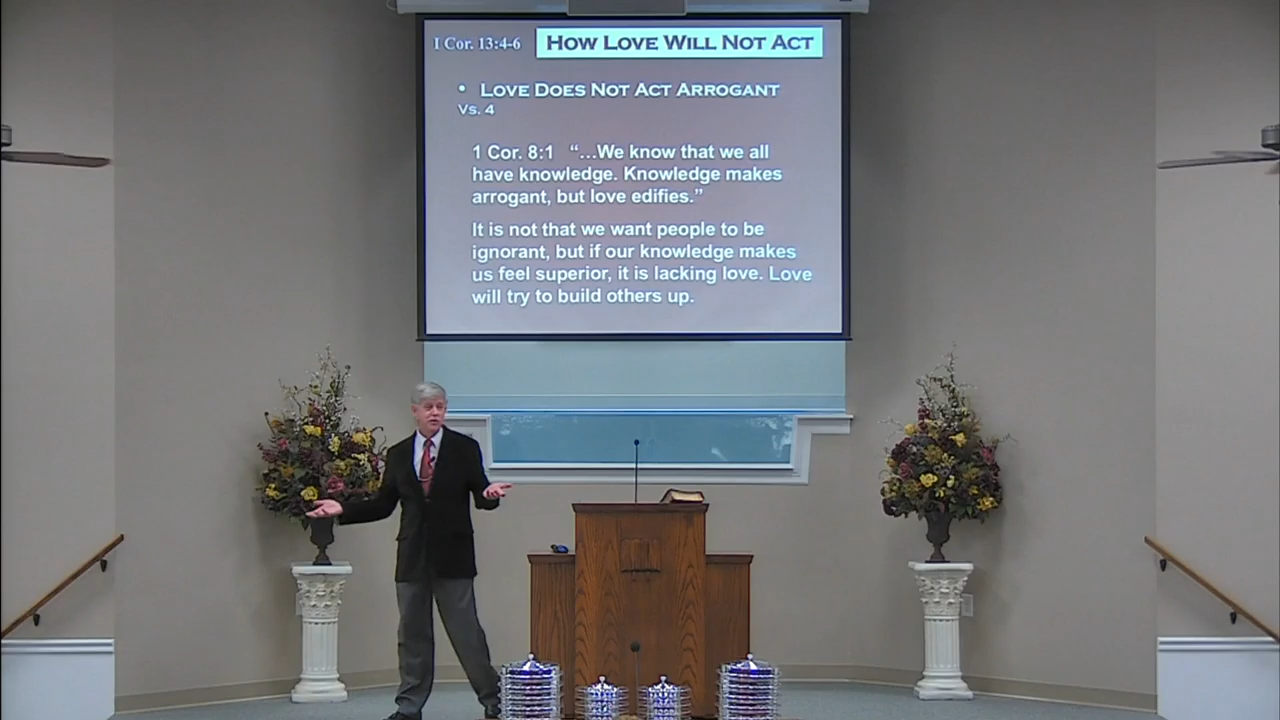 I Cor. 13:4-6 HOW LOVE WILL NOT ACT
• LOVE DOES NOT ACT ARROGANT
Vs. 4
1 Cor. 8:1 “…We know that we all
have knowledge. Knowledge makes
arrogant, but love edifies.”
It is not that we want people to be
ignorant, but if our knowledge makes
us feel superior, it is lacking love. Love
will try to build others up.